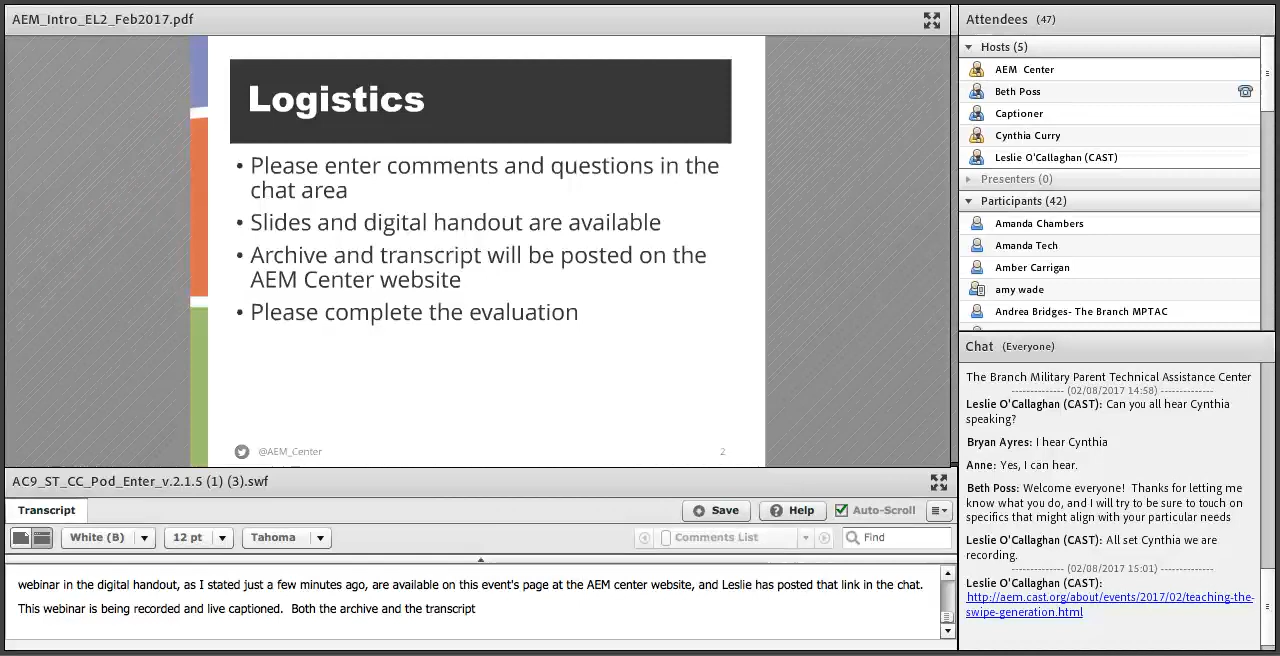 AEM_Intro_EL2_Feb2017.pdf
Logistics
• Please enter comments and questions in the
chat area
• Slides and digital handout are available
• Archive and transcript will be posted on the
AEM Center website
• Please complete the evaluation
@AEM_Center
2
AC9_ST_CC_Pod_Enter_v.2.1.5 (1) (3).swf
Transcript
Save
Help
Auto-Scroll
White (B)
12 pt
Tahoma
Comments List
Find
webinar in the digital handout, as I stated just a few minutes ago, are available on this event's page at the AEM center website, and Leslie has posted that link in the chat.
This webinar is being recorded and live captioned.  Both the archive and the transcript
Attendees (47)
Hosts (5)
AEM Center
Beth Poss
Captioner
Cynthia Curry
Leslie O'Callaghan (CAST)
Presenters (0)
Participants (42)
Amanda Chambers
Amanda Tech
Amber Carrigan
amy wade
Andrea Bridges- The Branch MPTAC
Chat (Everyone)
The Branch Military Parent Technical Assistance Center
-------------- (02/08/2017 14:58) --------------
Leslie O'Callaghan (CAST): Can you all hear Cynthia
speaking?
Bryan Ayres: I hear Cynthia
Anne: Yes, I can hear.
Beth Poss: Welcome everyone!  Thanks for letting me
know what you do, and I will try to be sure to touch on
specifics that might align with your particular needs
Leslie O'Callaghan (CAST): All set Cynthia we are
recording.
-------------- (02/08/2017 15:01) --------------
Leslie O'Callaghan (CAST):
http://aem.cast.org/about/events/2017/02/teaching-the-
swipe-generation.html